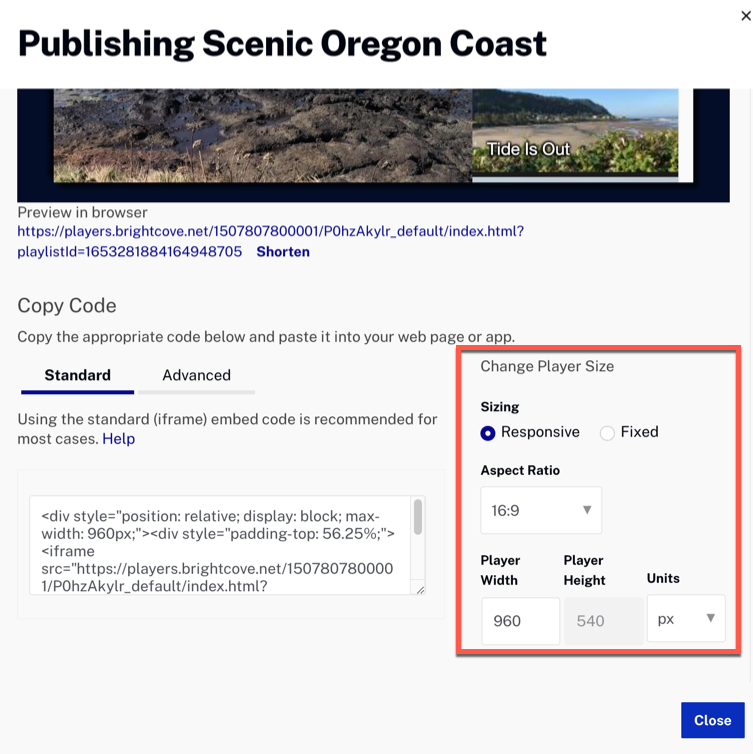 ×
Publishing Scenic Oregon Coast
Tide Is Out
Preview in browser
https://players.brightcove.net/1507807800001/P0hzAkylr_default/index.html?
playlistId=1653281884164948705 Shorten
Copy Code
Copy the appropriate code below and paste it into your web page or app.
Standard Advanced
Using the standard (iframe) embed code is recommended for
most cases. Help
<div style="position: relative; display: block; max-
width: 960px;"><div style="padding-top: 56.25%;">
<iframe
src="https://players.brightcove.net/150780780000
1/P0hzAkylr_default/index.html?
Change Player Size
Sizing
Responsive Fixed
Aspect Ratio
16:9
Player Width Player Height Units
960 540 px
Close